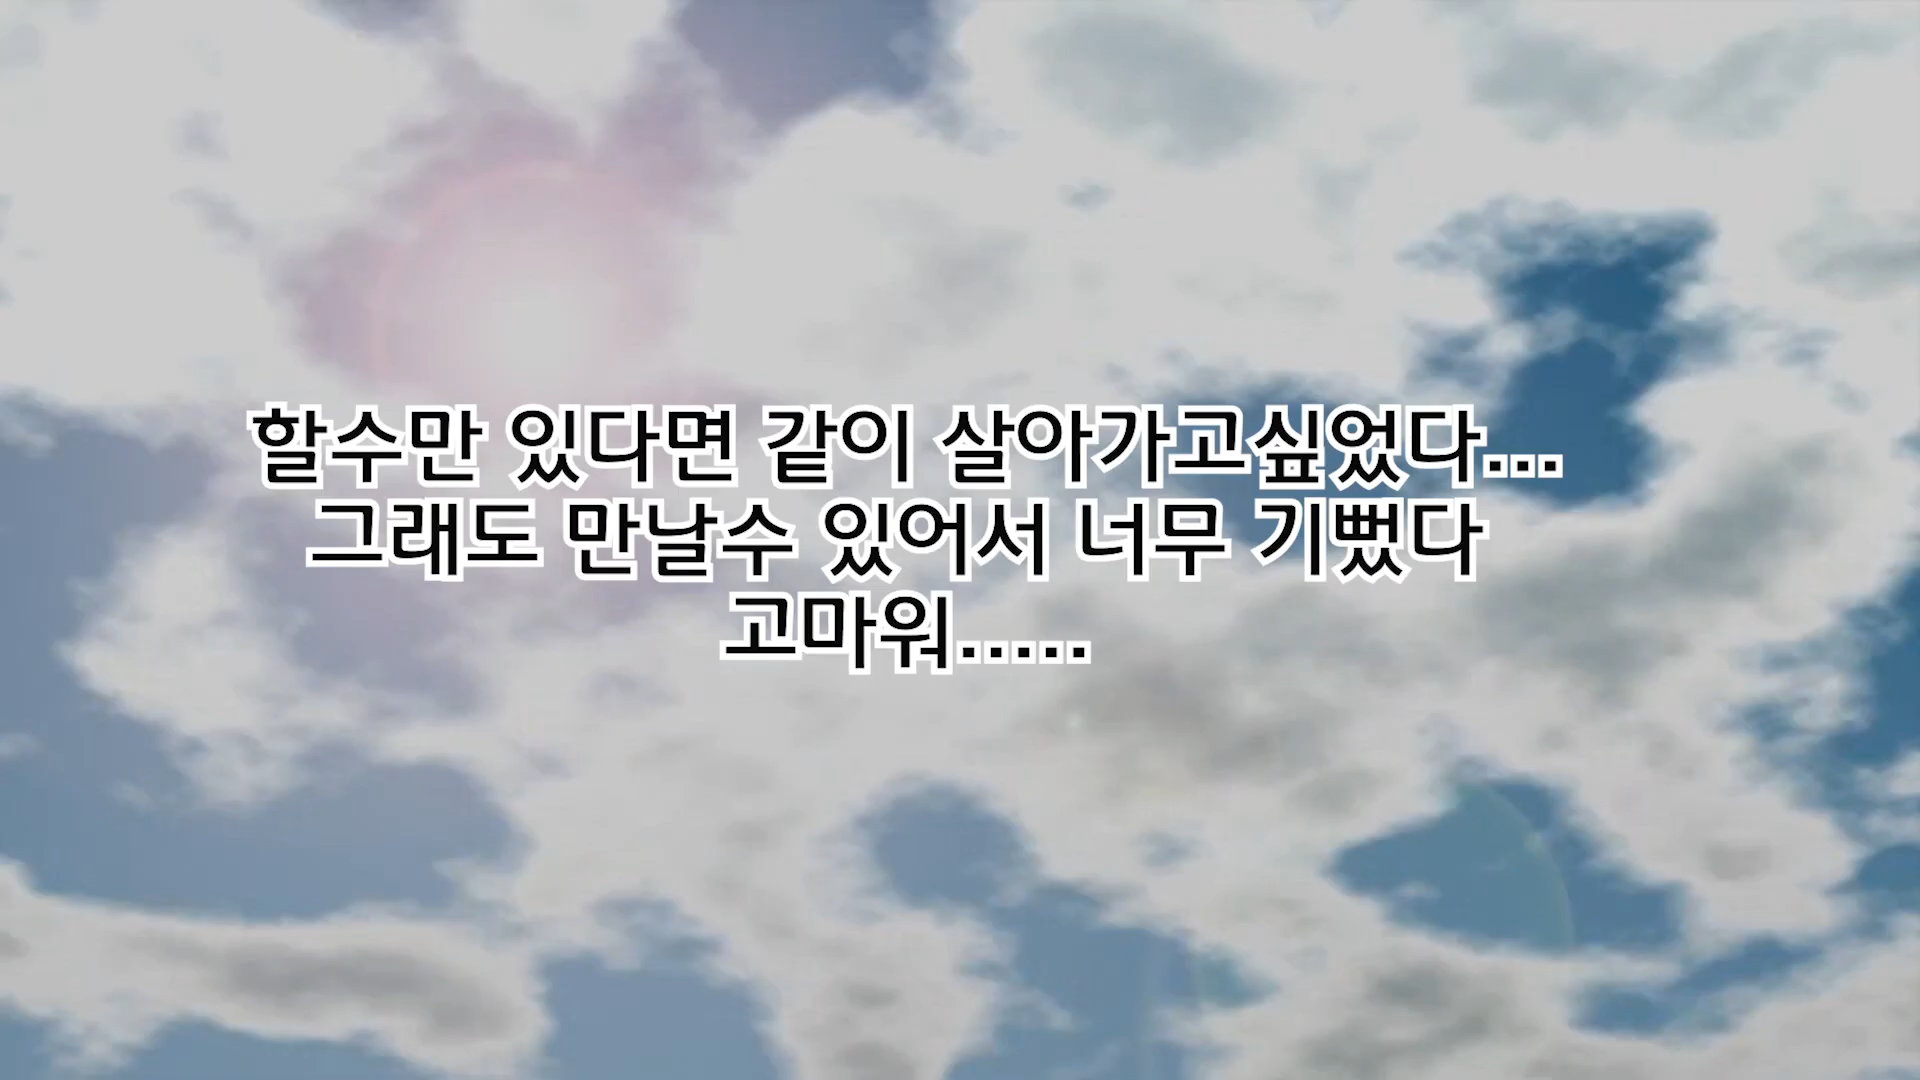 할수만 있다면 같이 살아가고싶었다...
그래도 만날수 있어서 너무 기뻤다
고마워.....